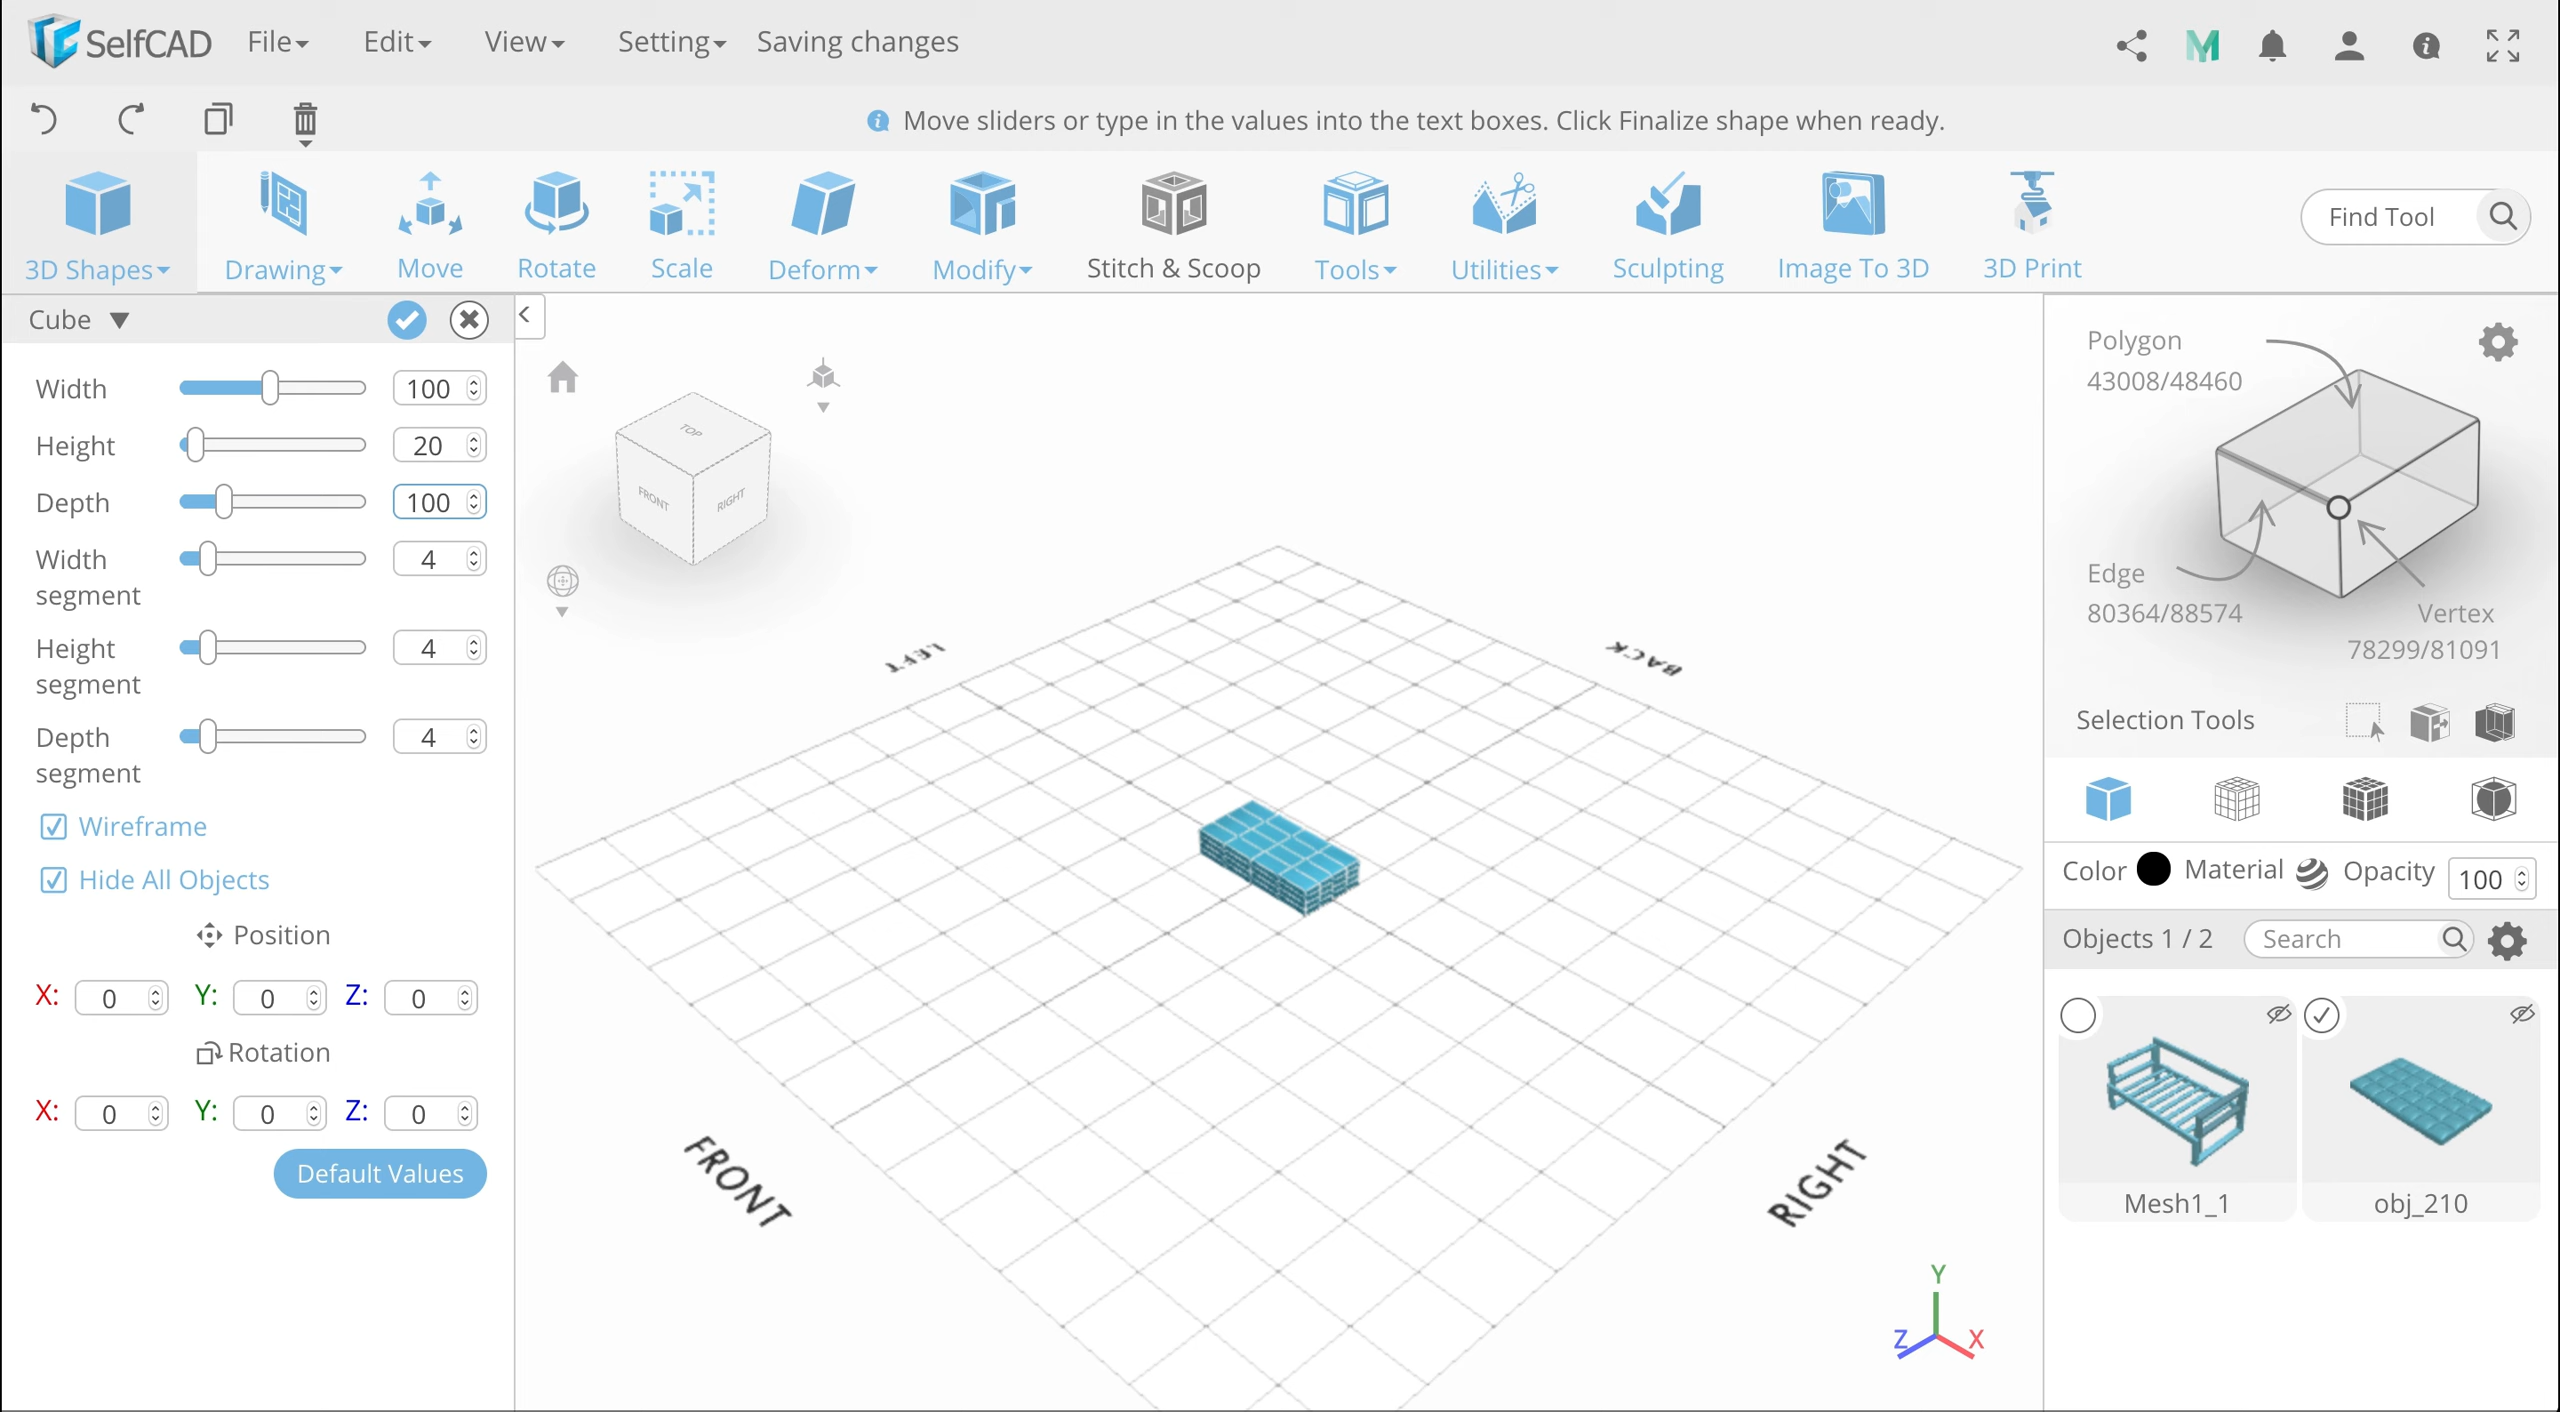 SelfCAD File Edit View Setting Saving changes
Move sliders or type in the values into the text boxes. Click Finalize shape when ready.
3D Shapes Drawing Move Rotate Scale Deform Modify Stitch & Scoop Tools Utilities Sculpting Image To 3D 3D Print Find Tool
Cube
Width 100
Height 20
Depth 100
Width segment 4
Height segment 4
Depth segment 4
Wireframe
Hide All Objects
Position
X: 0 Y: 0 Z: 0
Rotation
X: 0 Y: 0 Z: 0
Default Values
TOP
FRONT RIGHT
LEFT BACK
FRONT RIGHT
Y
Z X
Polygon
43008/48460
Edge
80364/88574
Vertex
78299/81091
Selection Tools
Color Material Opacity 100
Objects 1 / 2 Search
Mesh1_1 obj_210